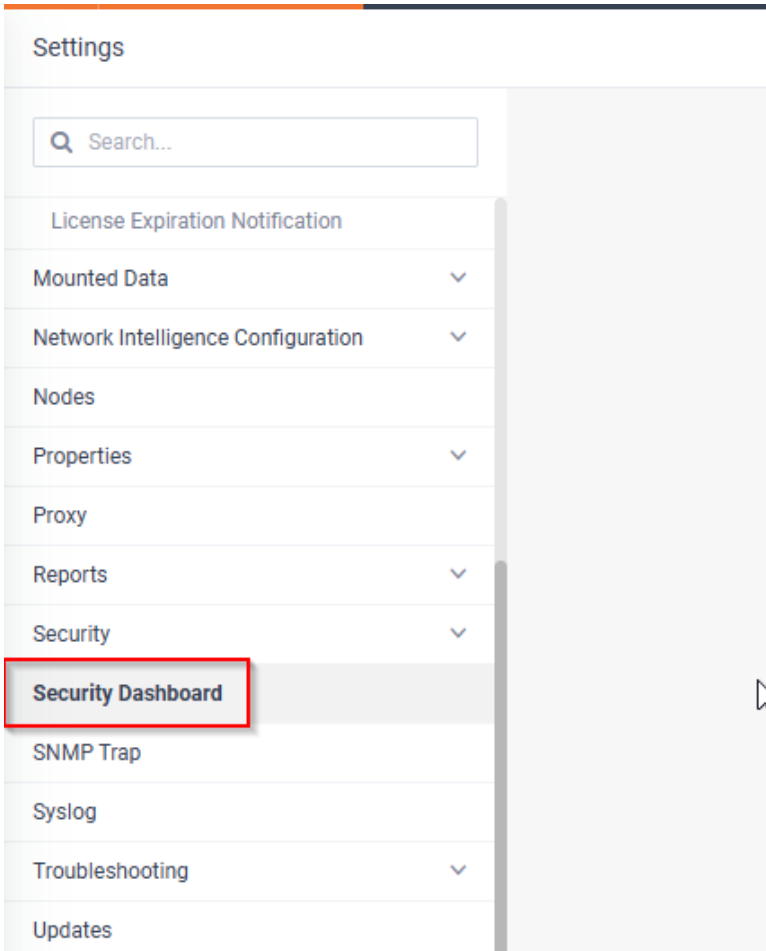 Settings
Search...
License Expiration Notification
Mounted Data
Network Intelligence Configuration
Nodes
Properties
Proxy
Reports
Security
Security Dashboard
SNMP Trap
Syslog
Troubleshooting
Updates